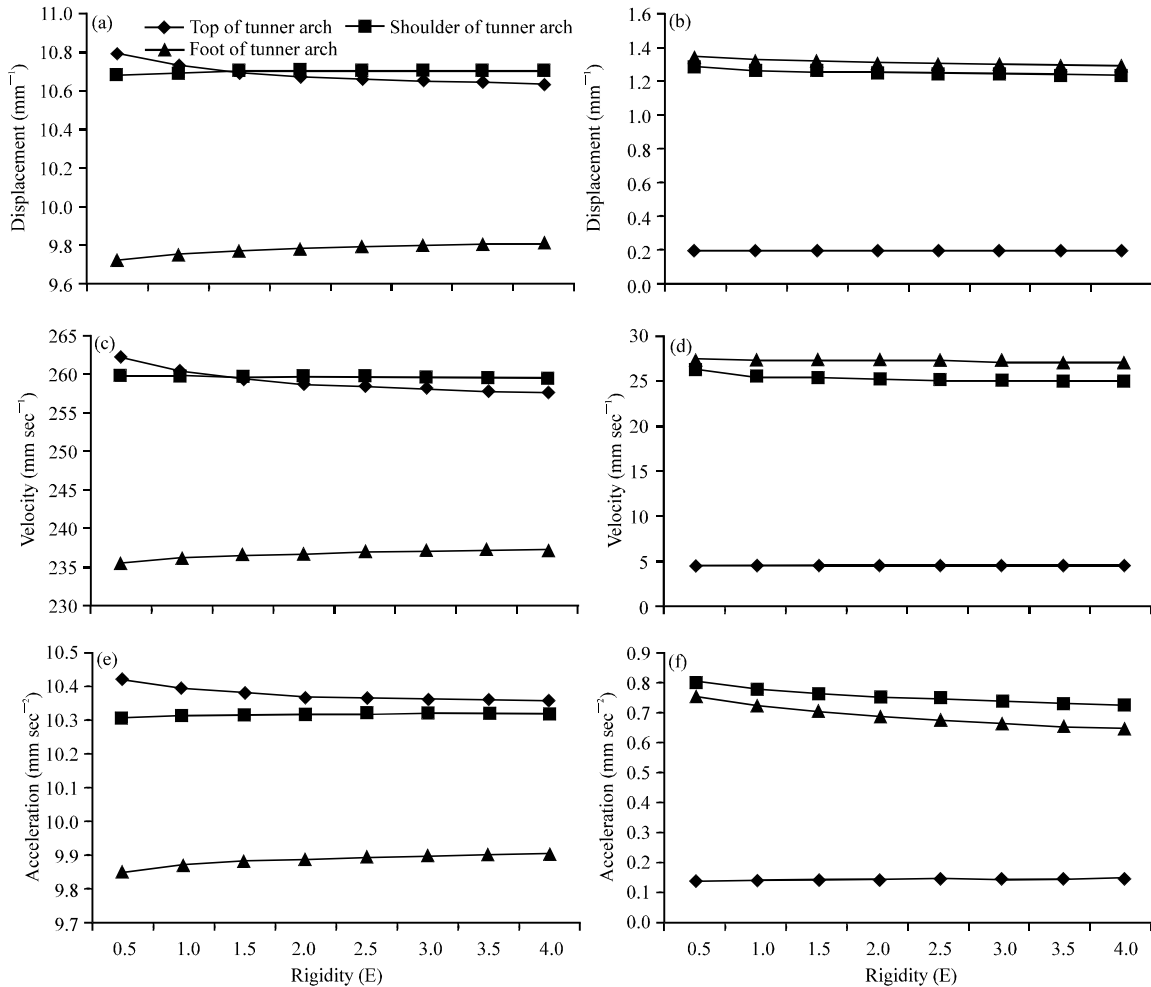 (a)
Top of tunner arch
Shoulder of tunner arch
Foot of tunner arch
Displacement (mm⁻¹)
11.0
10.8
10.6
10.4
10.2
10.0
9.8
9.6
(b)
Displacement (mm⁻¹)
1.6
1.4
1.2
1.0
1.8
0.6
0.4
0.2
0.0
(c)
Velocity (mm sec⁻¹)
265
260
255
250
245
240
235
230
(d)
Velocity (mm sec⁻¹)
30
25
20
15
10
5
0
(e)
Acceleration (mm sec⁻²)
10.5
10.4
10.3
10.2
10.1
10.0
9.9
9.8
9.7
0.5 1.0 1.5 2.0 2.5 3.0 3.5 4.0
Rigidity (E)
(f)
Acceleration (mm sec⁻²)
0.9
0.8
0.7
0.6
0.5
0.4
0.3
0.2
0.1
0.0
0.5 1.0 1.5 2.0 2.5 3.0 3.5 4.0
Rigidity (E)